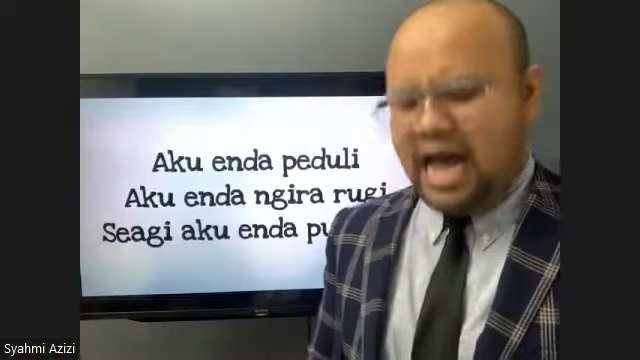 Aku enda peduli
Aku enda ngira rugi
Seagi aku enda
Syahmi Azizi